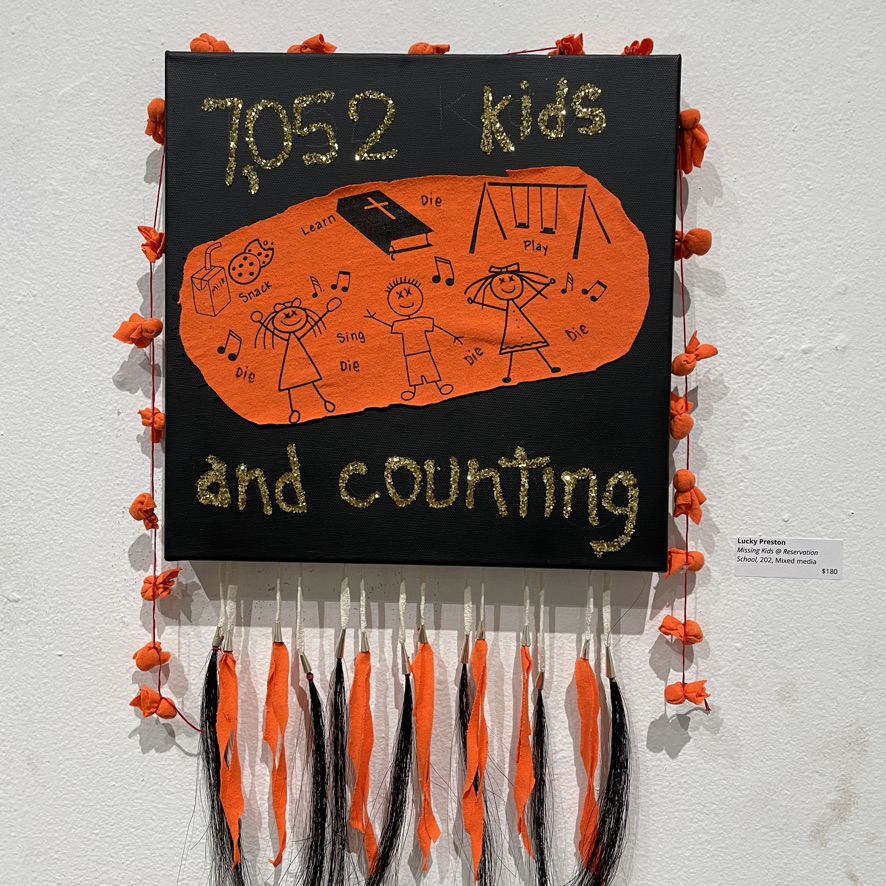 7,052 kids
Learn
Die
Play
Milk
Snack
Sing
Die
Die
Die
Die
and counting
Lucky Preston
Missing Kids @ Reservation
School, 202, Mixed media
$180